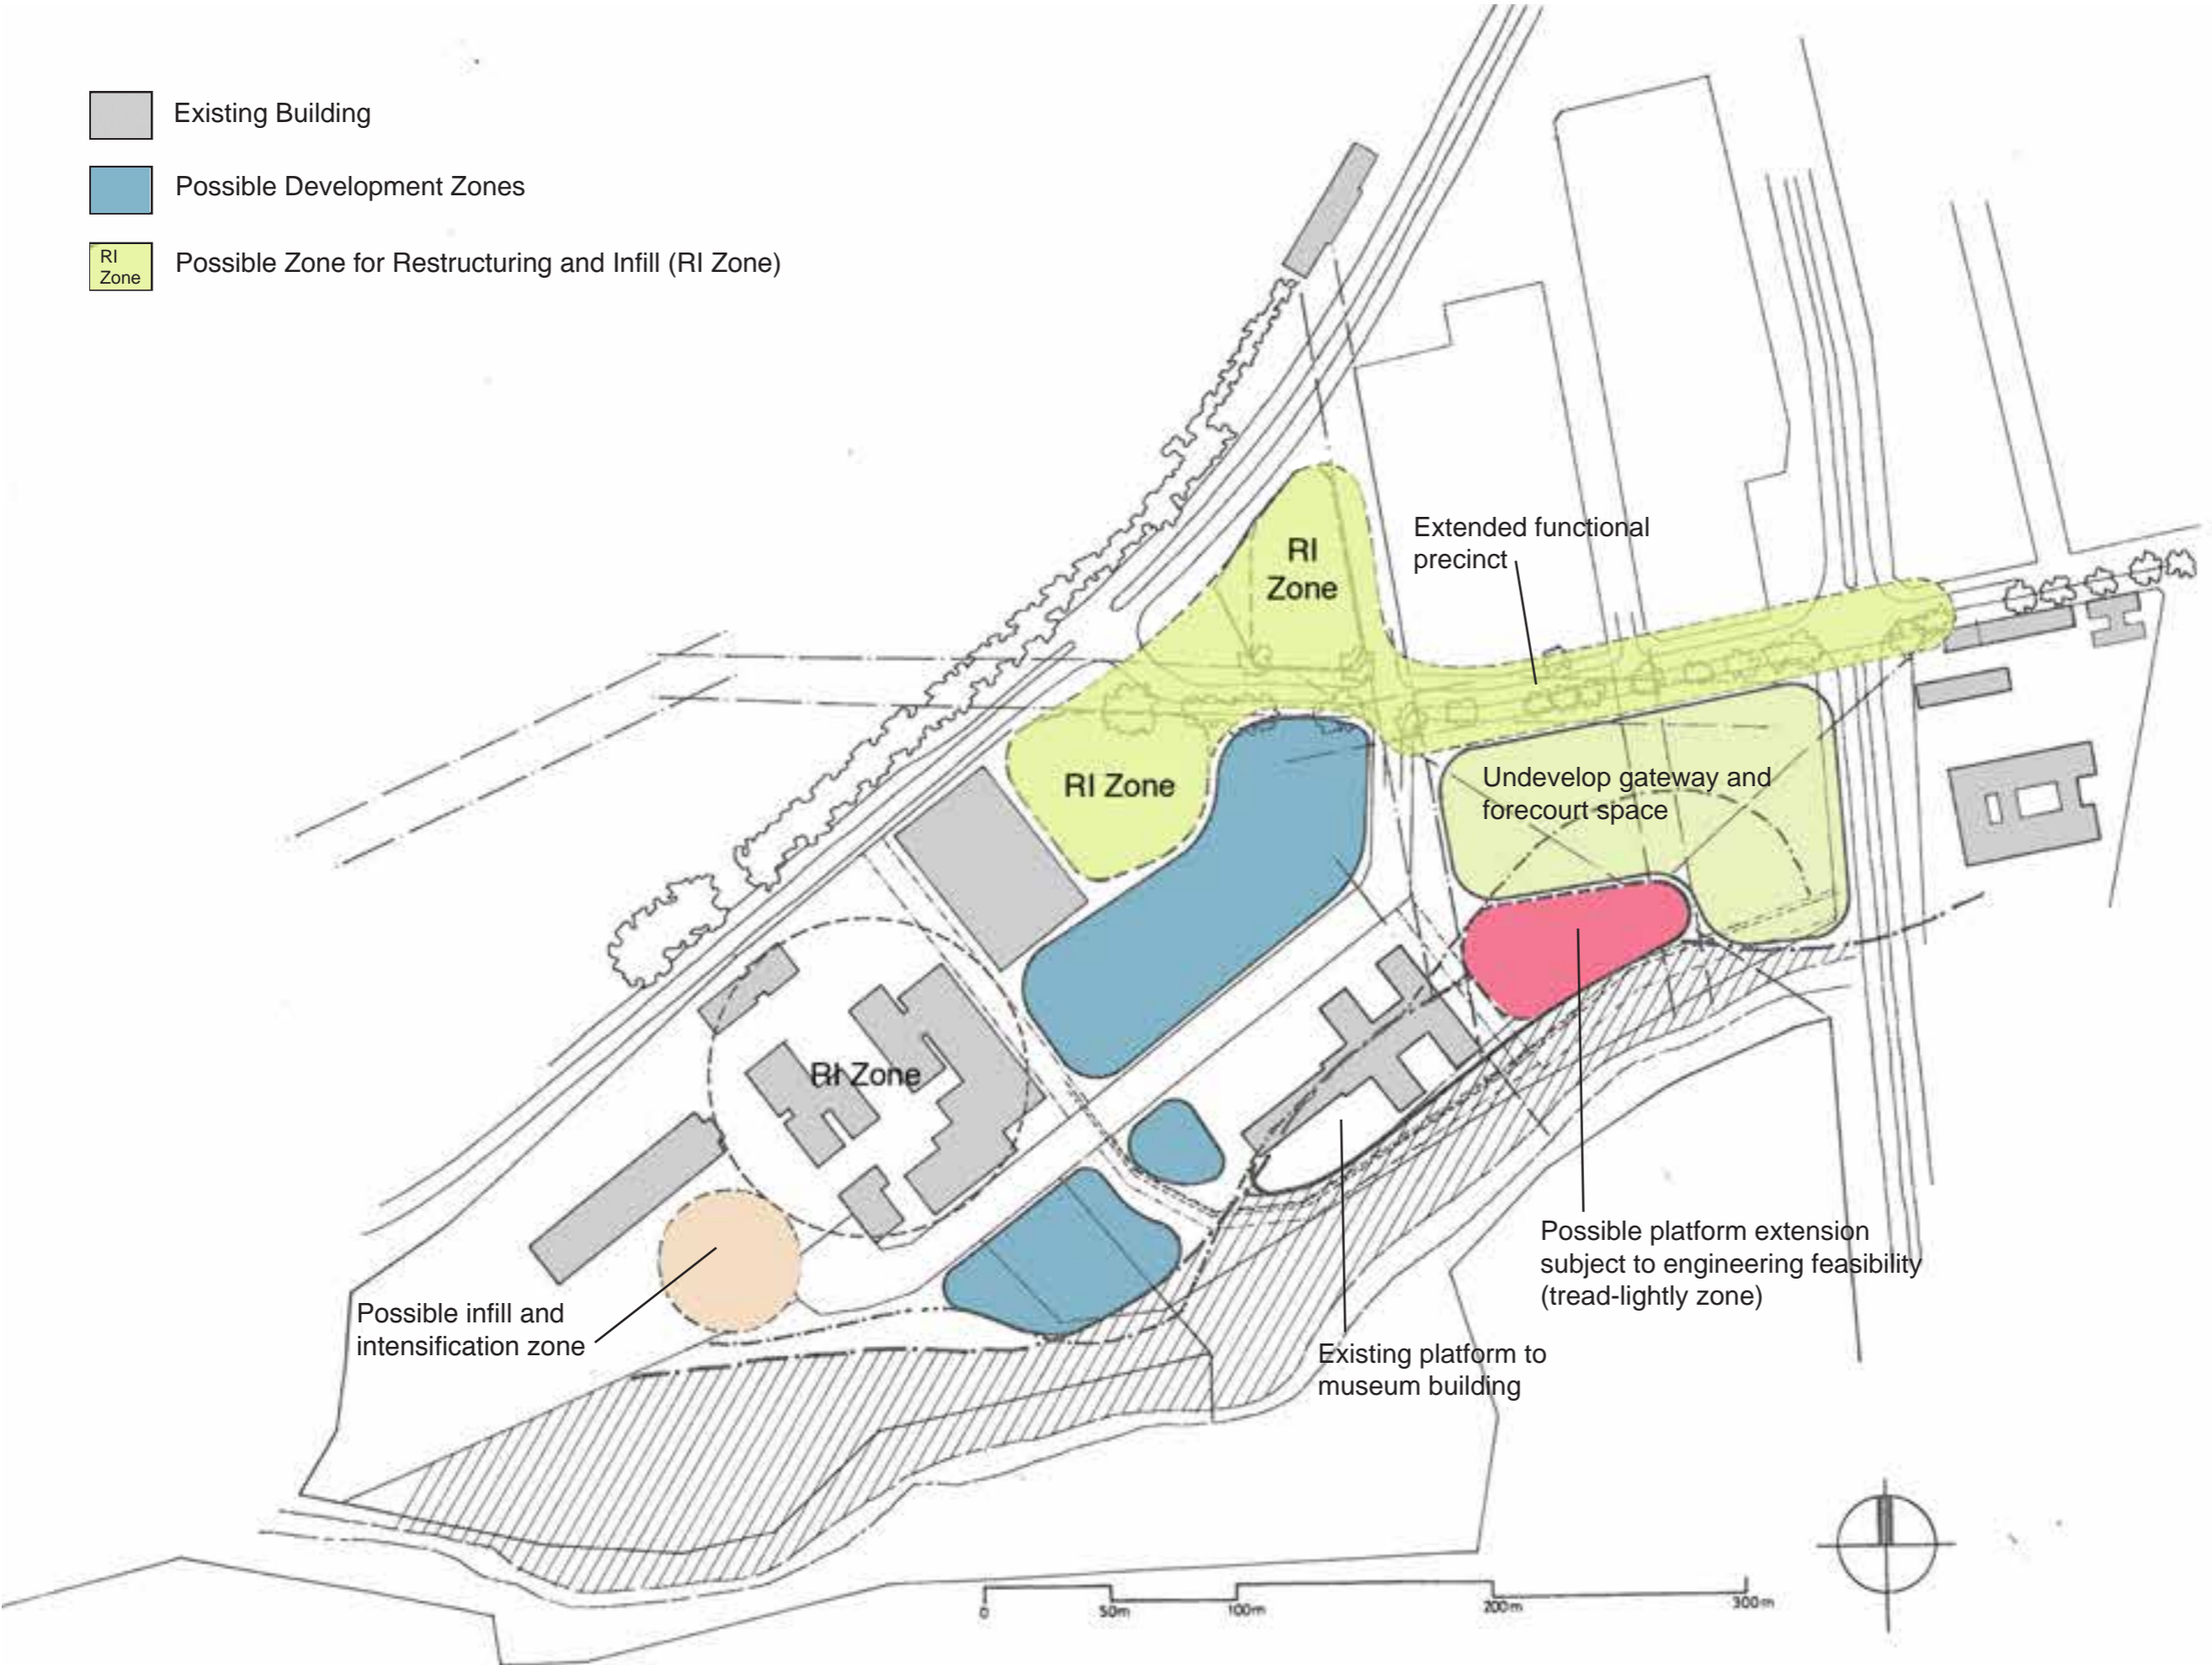 Existing Building
Possible Development Zones
RI
Zone
Possible Zone for Restructuring and Infill (RI Zone)
Extended functional
precinct
RI
Zone
RI Zone
Undevelop gateway and
forecourt space
RI Zone
Possible platform extension
subject to engineering feasibility
(tread-lightly zone)
Possible infill and
intensification zone
Existing platform to
museum building
0 50m 100m 200m 300m